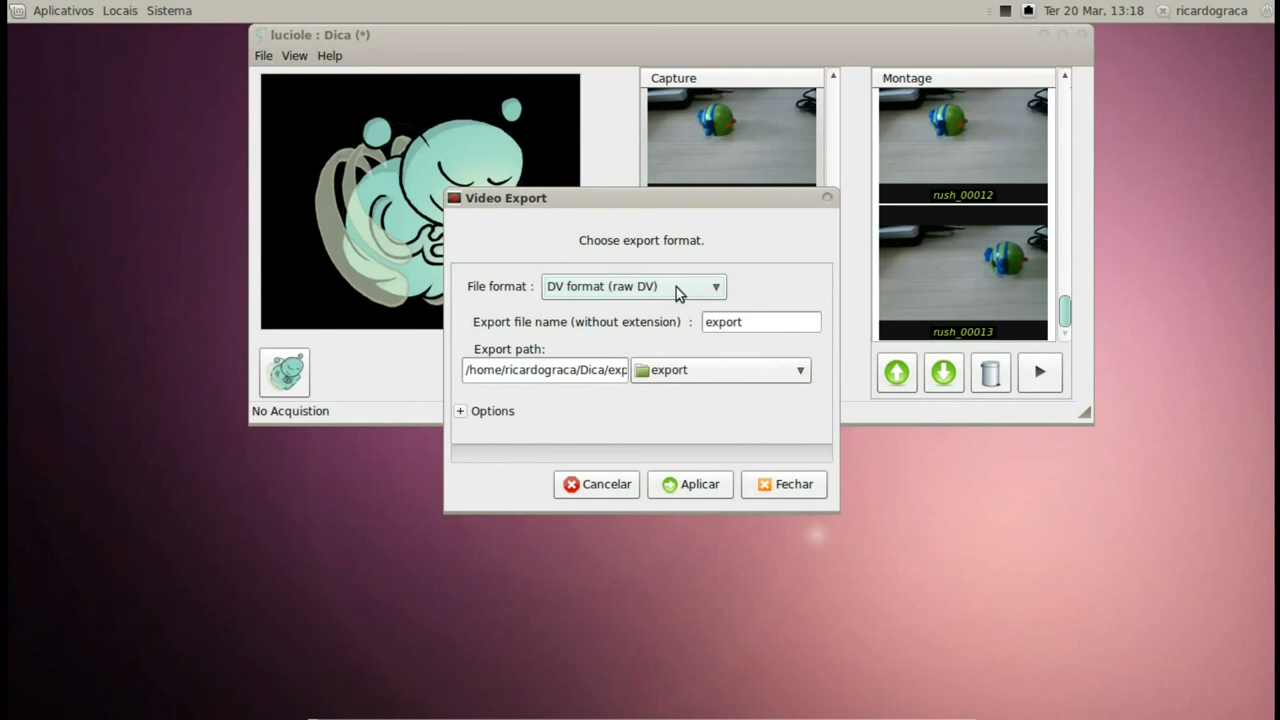 Aplicativos Locais Sistema
Ter 20 Mar, 13:18 ricardograca
luciole : Dica (*)
File View Help
Capture
Montage
rush_00012
rush_00013
No Acquistion
Video Export
Choose export format.
File format : DV format (raw DV)
Export file name (without extension) : export
Export path:
/home/ricardograca/Dica/exp export
+ Options
Cancelar Aplicar Fechar